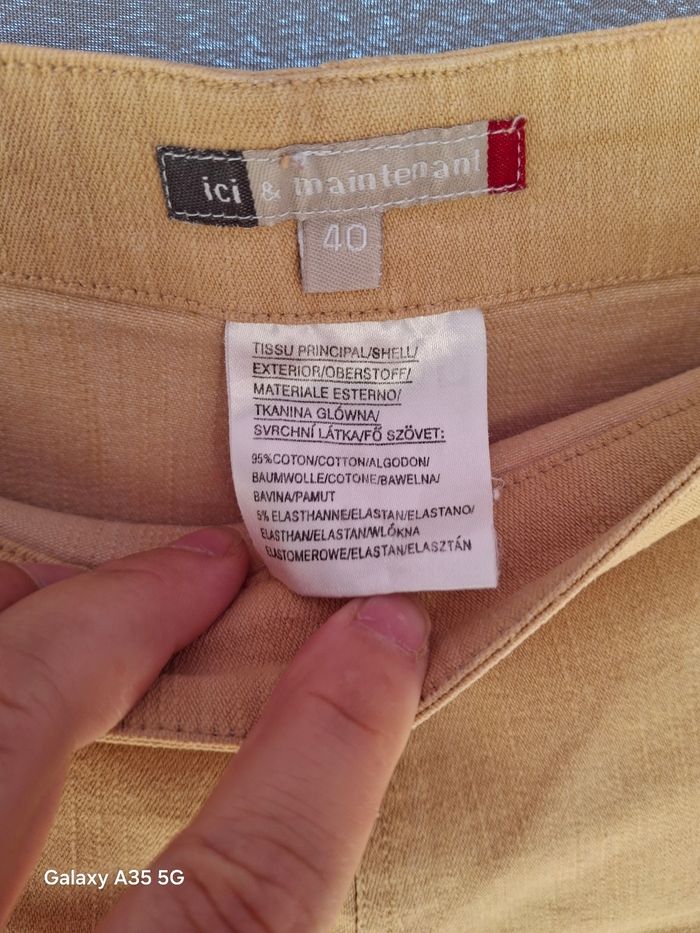 ici & maintenant
40
TISSU PRINCIPAL/SHELL/
EXTERIOR/OBERSTOFF/
MATERIALE ESTERNO/
TKANINA GLÓWNA/
SVRCHNÍ LÁTKA/FŐ SZÖVET:
95%COTON/COTTON/ALGODON/
BAUMWOLLE/COTONE/BAWELNA/
BAVINA/PAMUT
5% ELASTHANNE/ELASTAN/ELASTANO/
ELASTHAN/ELASTAN/WLÓKNA
ELASTOMEROWE/ELASTAN/ELASZTÁN
Galaxy A35 5G